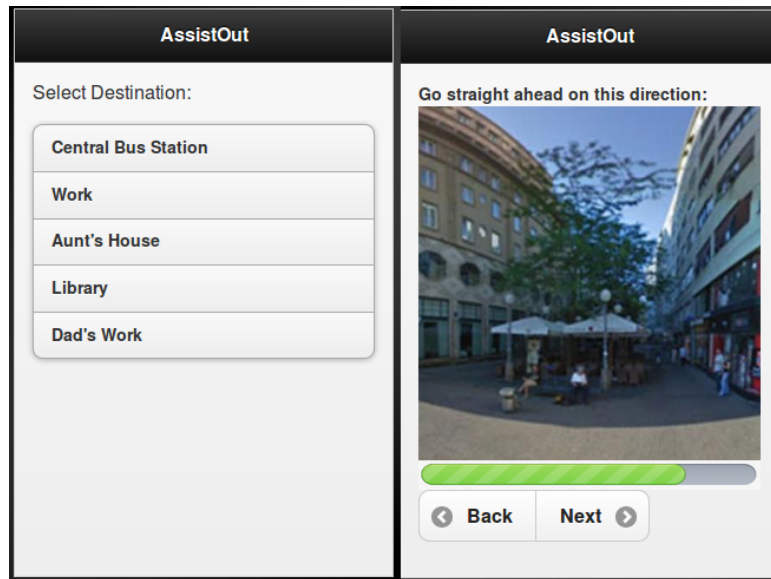 AssistOut
Select Destination:
Central Bus Station
Work
Aunt's House
Library
Dad's Work
AssistOut
Go straight ahead on this direction:
Back
Next